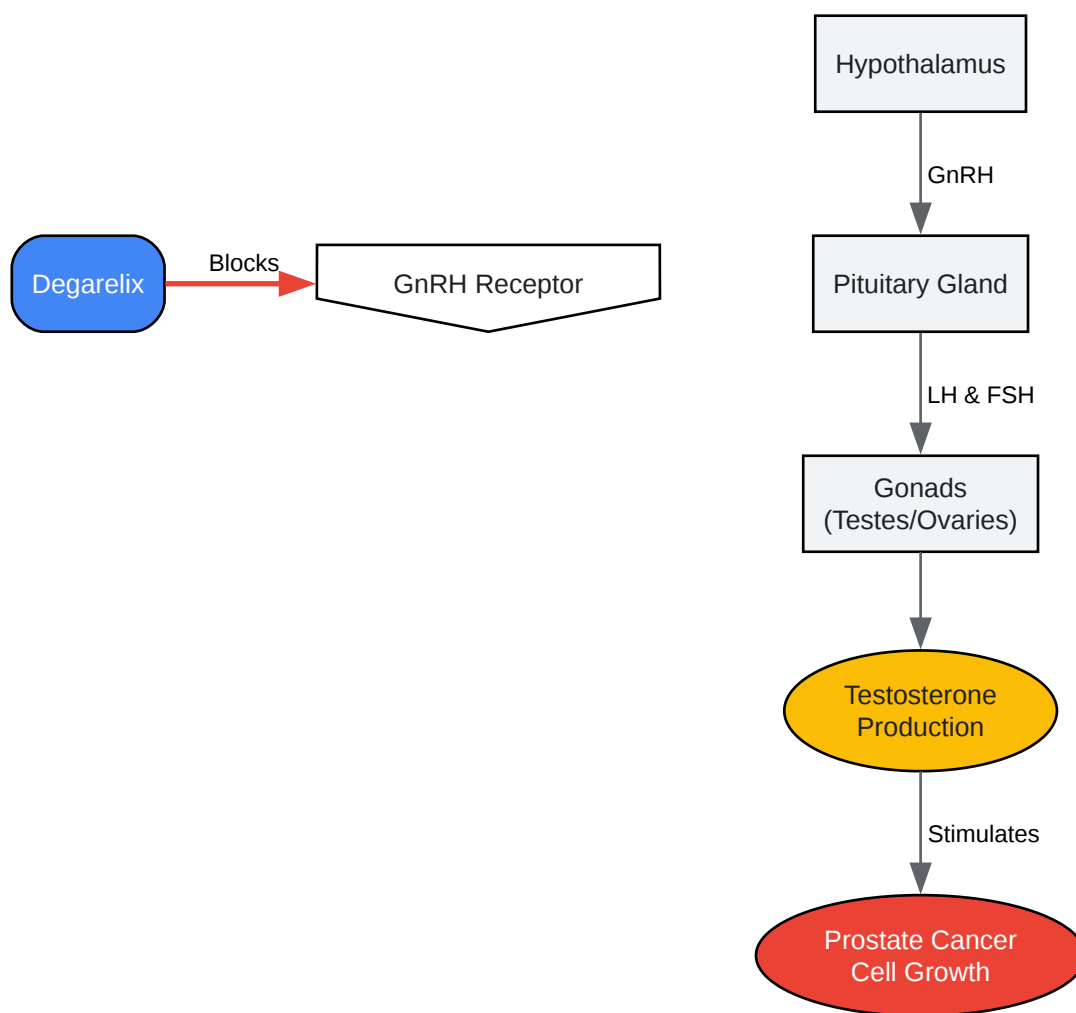 Hypothalamus
GnRH
Degarelix
Blocks
GnRH Receptor
Pituitary Gland
LH & FSH
Gonads
(Testes/Ovaries)
Testosterone
Production
Stimulates
Prostate Cancer
Cell Growth